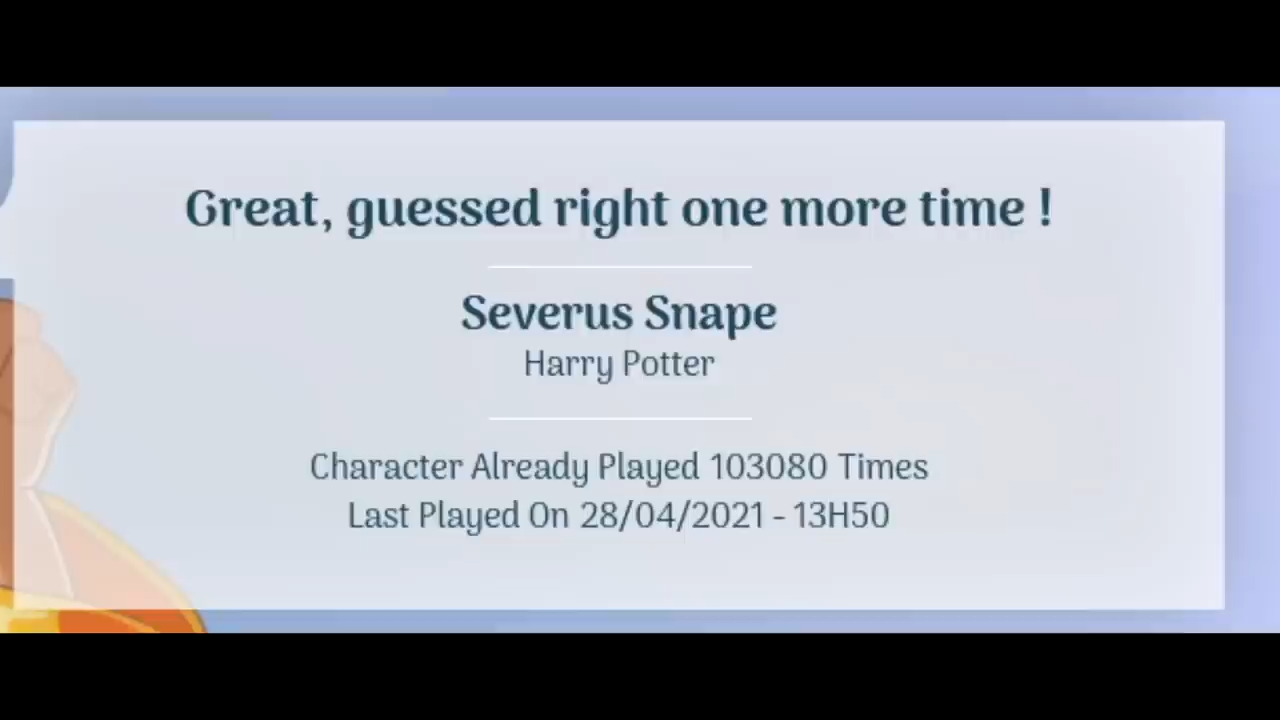 Great, guessed right one more time !
Severus Snape
Harry Potter
Character Already Played 103080 Times
Last Played On 28/04/2021 - 13H50